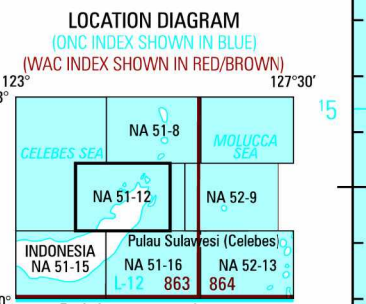 LOCATION DIAGRAM
(ONC INDEX SHOWN IN BLUE)
(WAC INDEX SHOWN IN RED/BROWN)
123° 127°30'
15
NA 51-8
CELEBES SEA
MOLUCCA
SEA
NA 51-12
NA 52-9
Pulau Sulawesi (Celebes)
INDONESIA
NA 51-15
NA 51-16
NA 52-13
L-12
863
864